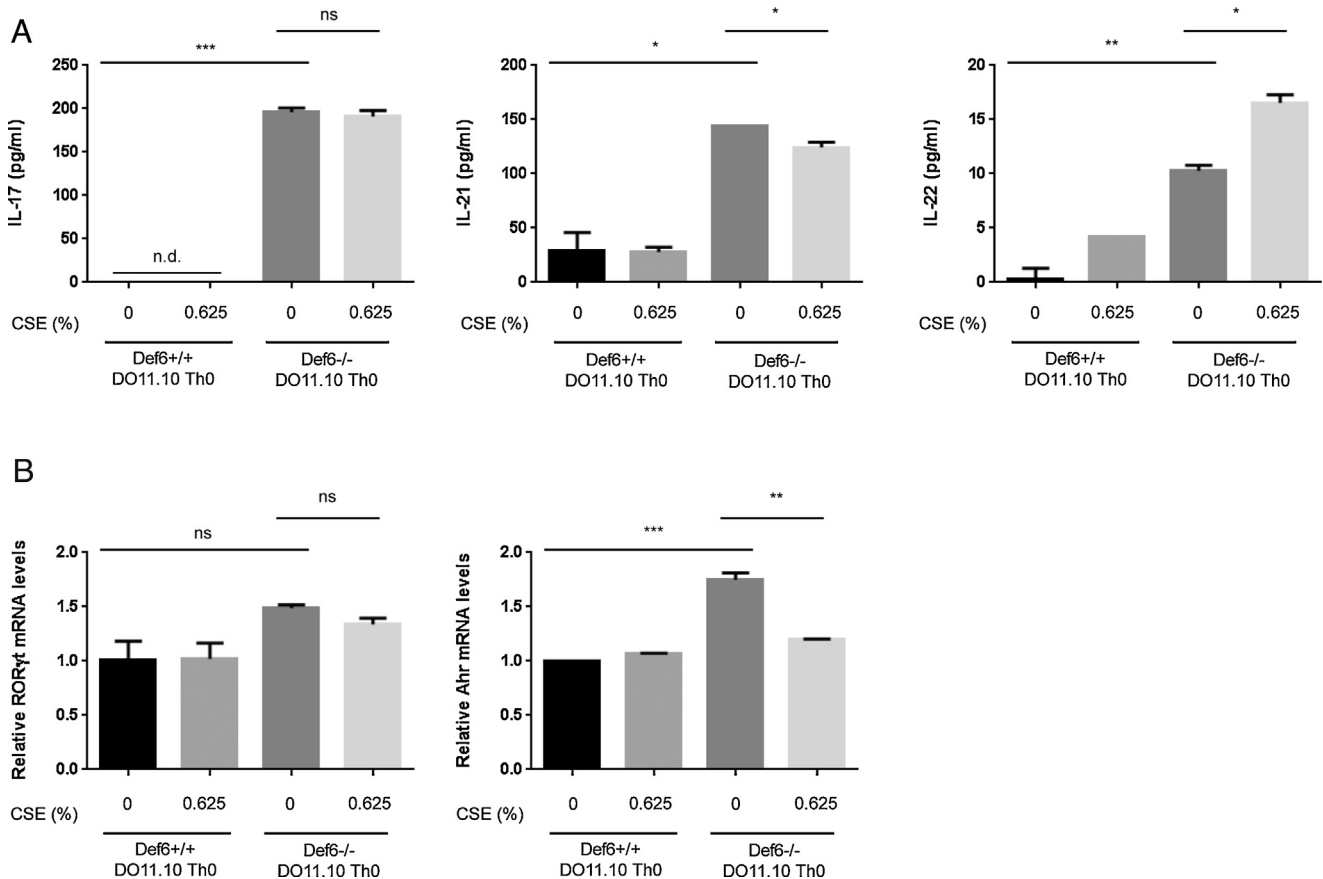 A
IL-17 (pg/ml)
250
200
150
100
50
0
***
ns
n.d.
0 0.625 0 0.625
CSE (%)
Def6+/+ Def6-/-
DO11.10 Th0 DO11.10 Th0
IL-21 (pg/ml)
200
150
100
50
0
*
*
0 0.625 0 0.625
CSE (%)
Def6+/+ Def6-/-
DO11.10 Th0 DO11.10 Th0
IL-22 (pg/ml)
20
15
10
5
0
**
*
0 0.625 0 0.625
CSE (%)
Def6+/+ Def6-/-
DO11.10 Th0 DO11.10 Th0
B
Relative RORγt mRNA levels
2.0
1.5
1.0
0.5
0.0
ns
ns
0 0.625 0 0.625
CSE (%)
Def6+/+ Def6-/-
DO11.10 Th0 DO11.10 Th0
Relative Ahr mRNA levels
2.0
1.5
1.0
0.5
0.0
***
**
0 0.625 0 0.625
CSE (%)
Def6+/+ Def6-/-
DO11.10 Th0 DO11.10 Th0